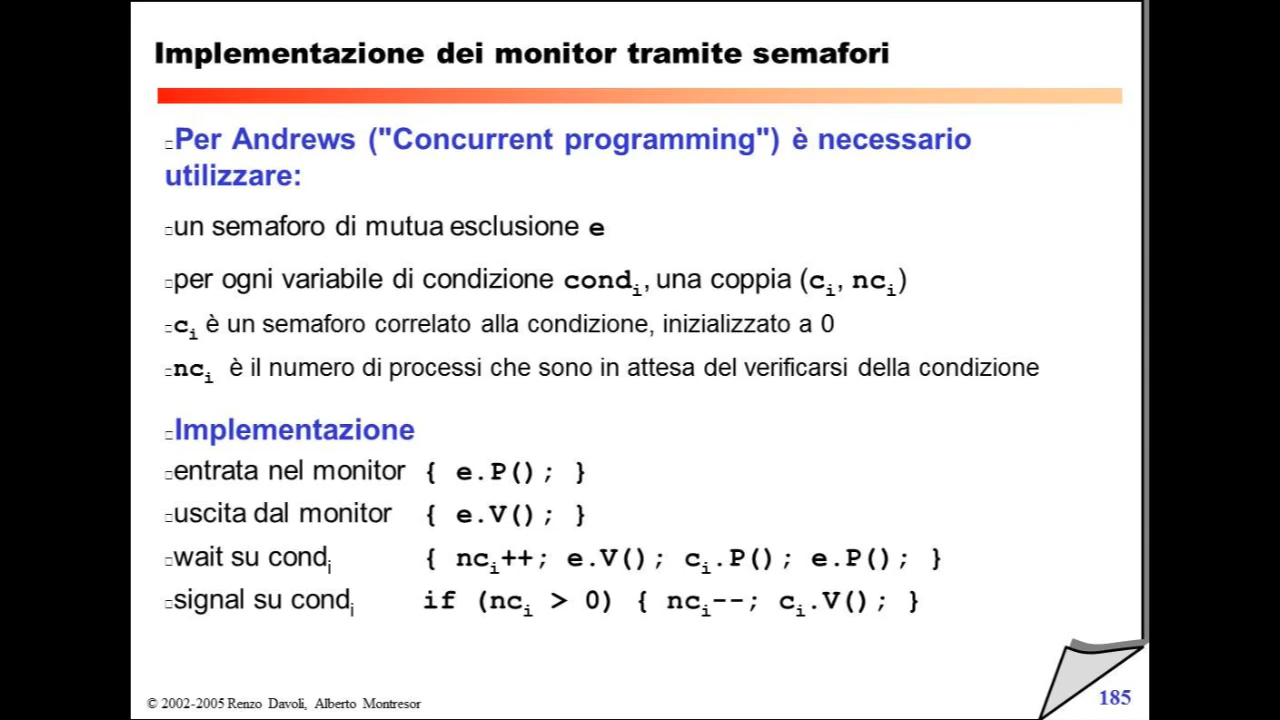 Implementazione dei monitor tramite semafori
Per Andrews ("Concurrent programming") è necessario
utilizzare:
un semaforo di mutua esclusione e
per ogni variabile di condizione condi, una coppia (ci, nci)
ci è un semaforo correlato alla condizione, inizializzato a 0
nci è il numero di processi che sono in attesa del verificarsi della condizione
Implementazione
entrata nel monitor { e.P(); }
uscita dal monitor { e.V(); }
wait su condi { nci++; e.V(); ci.P(); e.P(); }
signal su condi if (nci > 0) { nci--; ci.V(); }
© 2002-2005 Renzo Davoli, Alberto Montresor
185